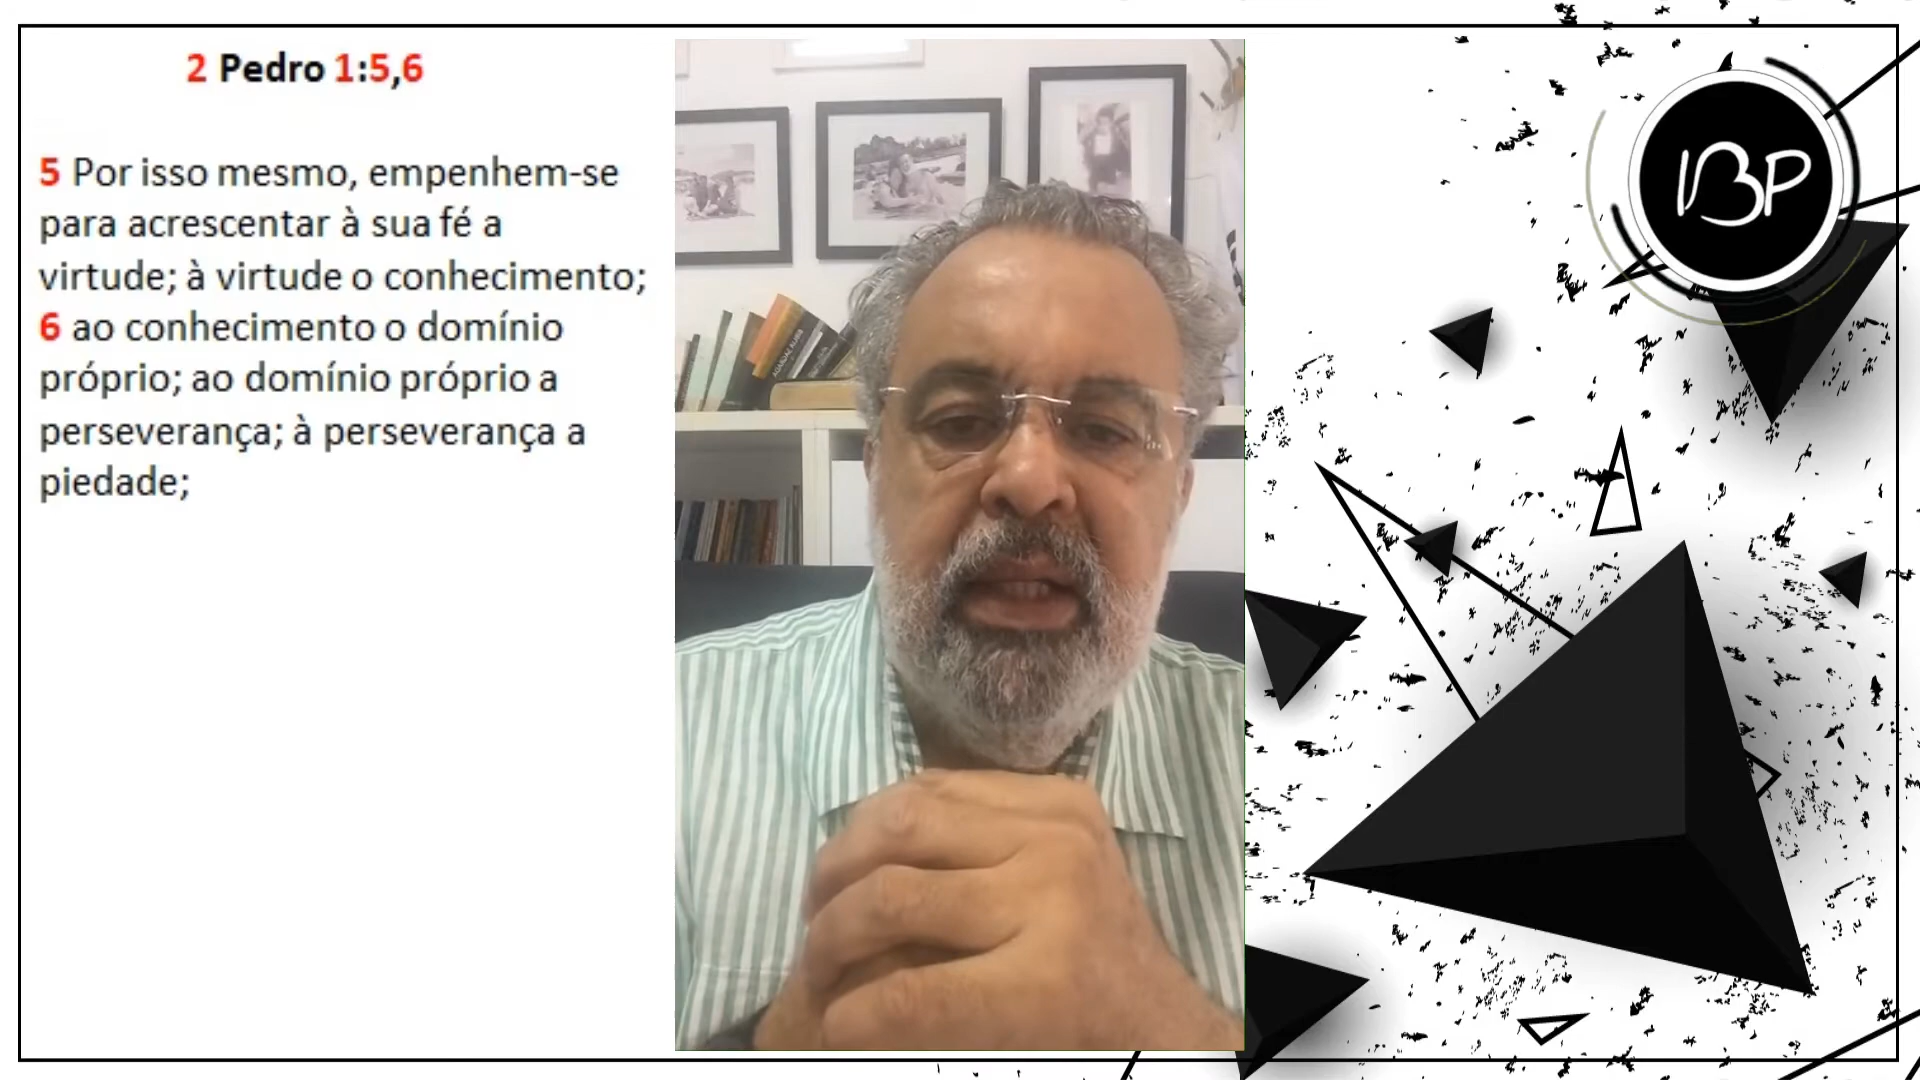 2 Pedro 1:5,6
5 Por isso mesmo, empenhem-se
para acrescentar à sua fé a
virtude; à virtude o conhecimento;
6 ao conhecimento o domínio
próprio; ao domínio próprio a
perseverança; à perseverança a
piedade;
IBP